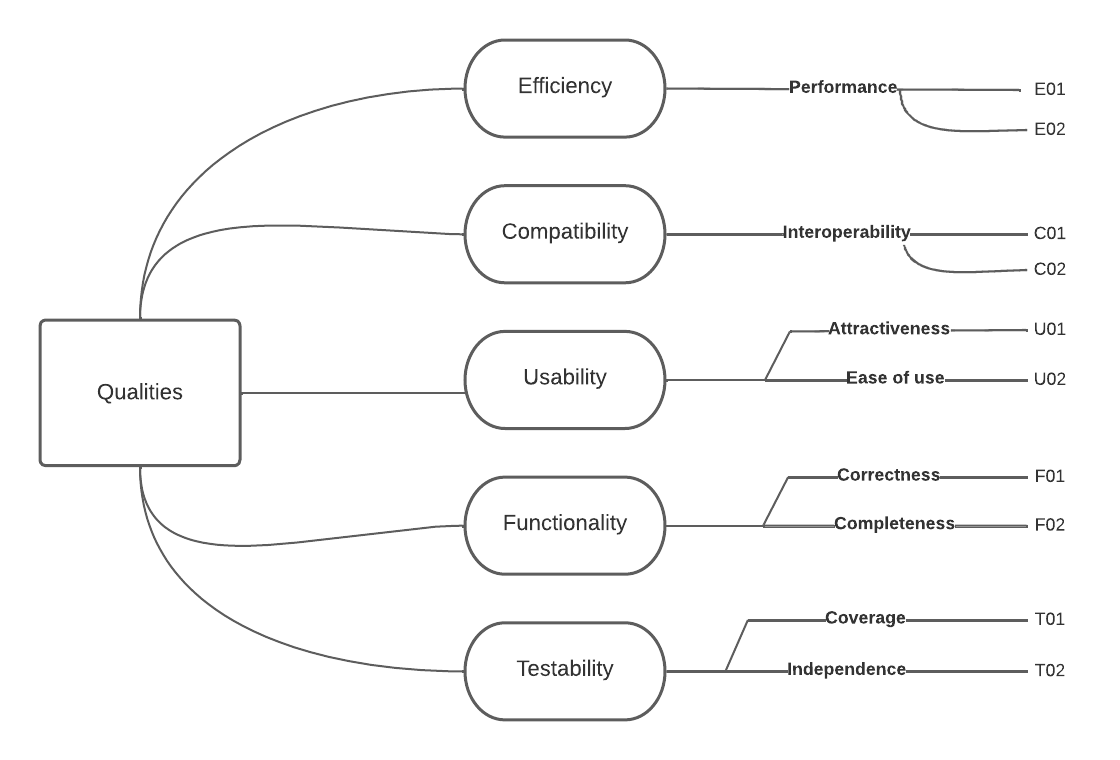 Efficiency
Performance
E01
E02
Compatibility
Interoperability
C01
C02
Qualities
Usability
Attractiveness
U01
Ease of use
U02
Functionality
Correctness
F01
Completeness
F02
Testability
Coverage
T01
Independence
T02